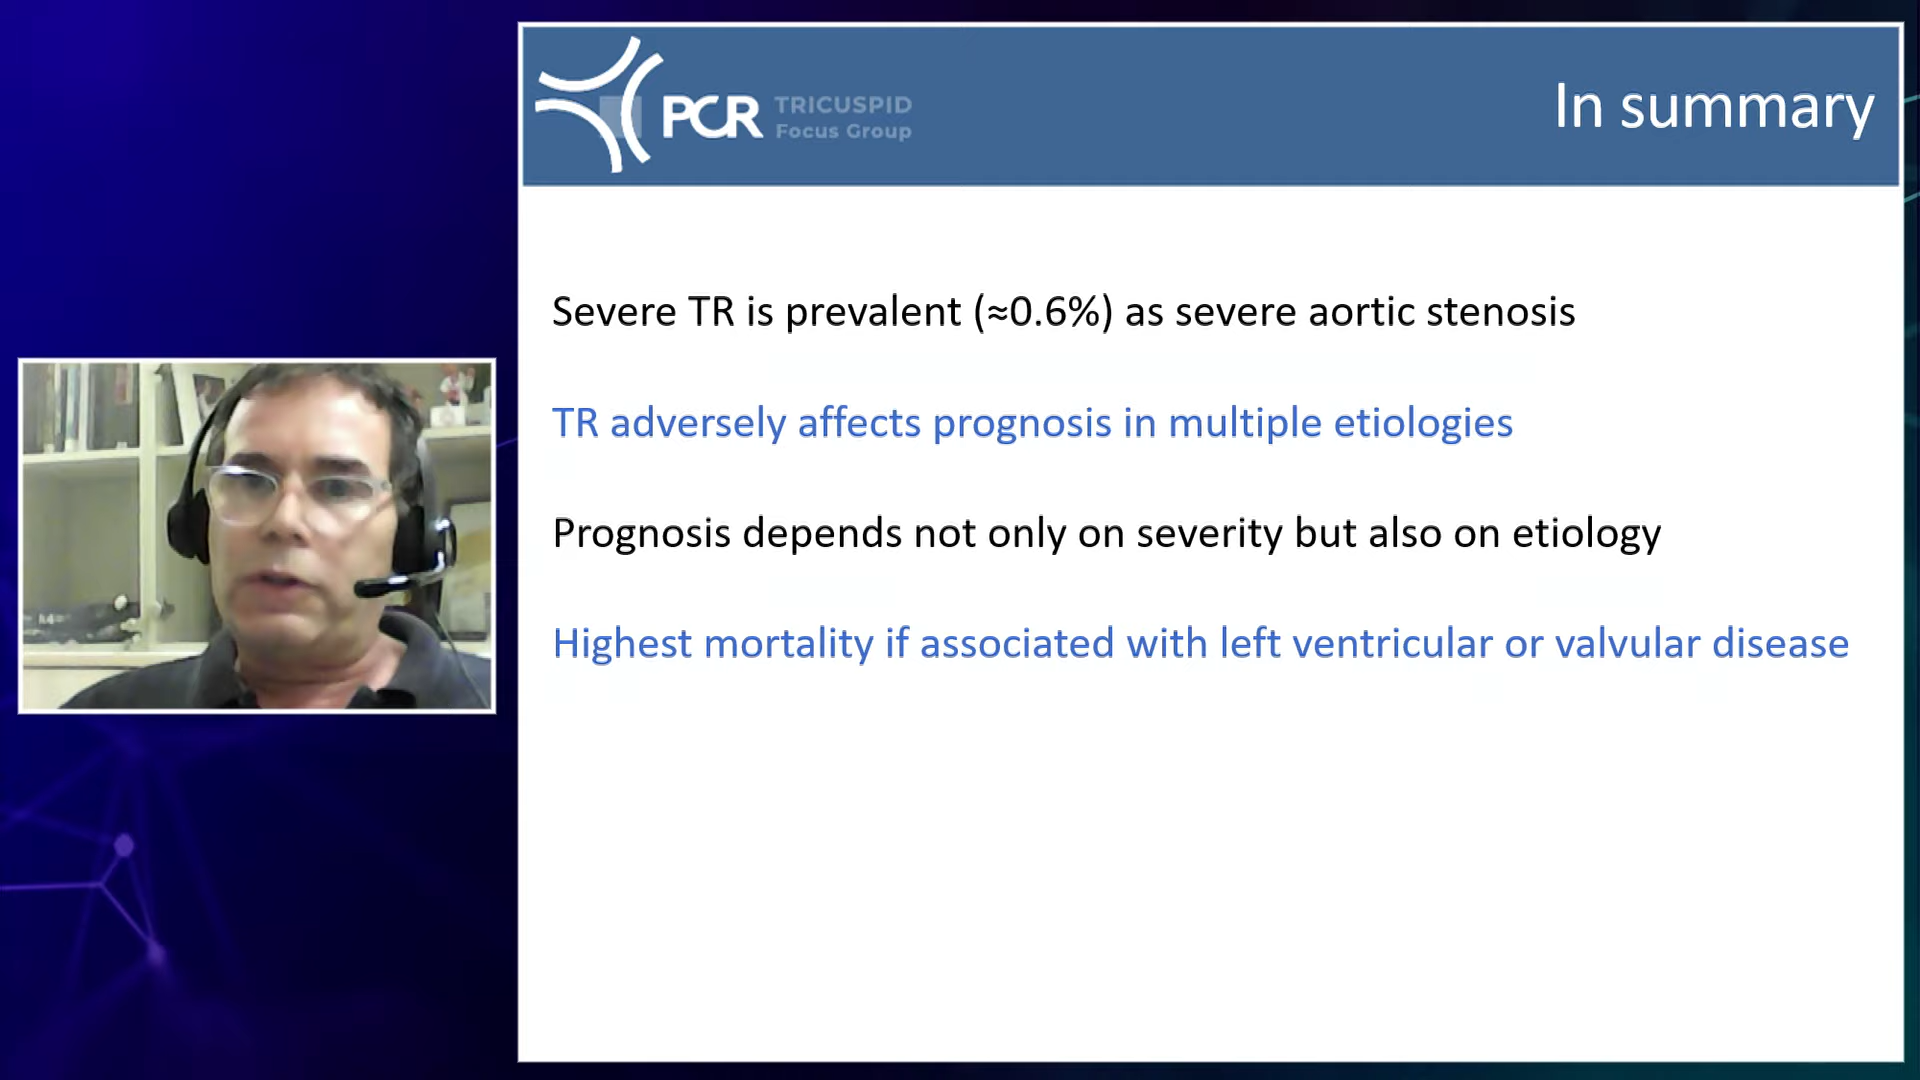 PCR TRICUSPID
Focus Group
In summary
Severe TR is prevalent (≈0.6%) as severe aortic stenosis
TR adversely affects prognosis in multiple etiologies
Prognosis depends not only on severity but also on etiology
Highest mortality if associated with left ventricular or valvular disease